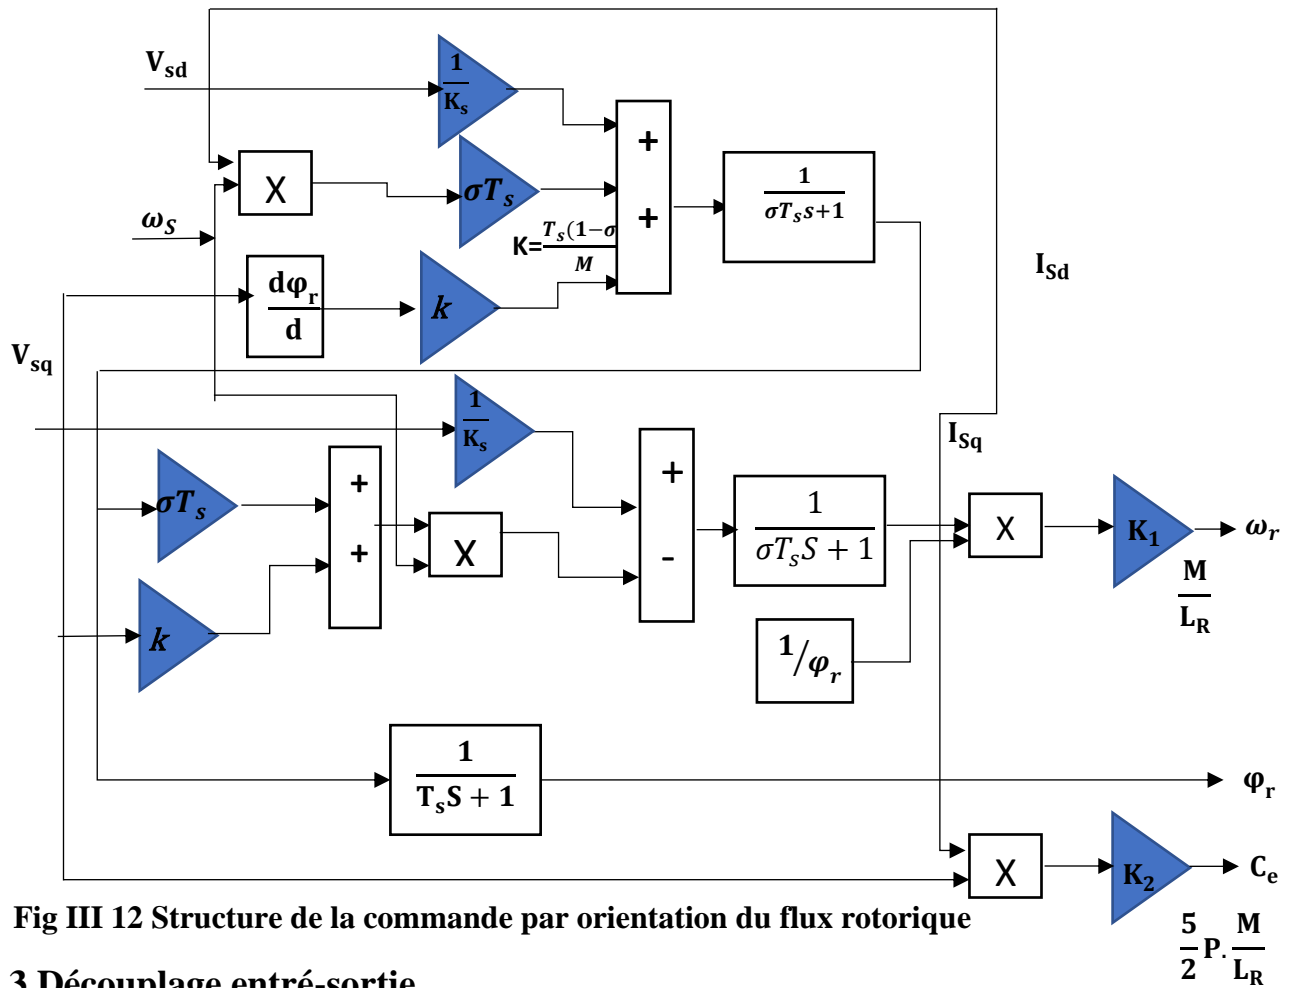 V_sd
1/K_s
+
X
σT_s
1/(σT_s s+1)
+
ω_S
K=T_s(1−σ/M
I_Sd
dφ_r/d
k
V_sq
1/K_s
I_Sq
+
σT_s
+
1/(σT_s S + 1)
X
K_1
ω_r
+
X
-
M/L_R
k
1/φ_r
1/(T_s S + 1)
φ_r
X
K_2
C_e
Fig III 12 Structure de la commande par orientation du flux rotorique
5/2 P. M/L_R
3 Découplage entré-sortie